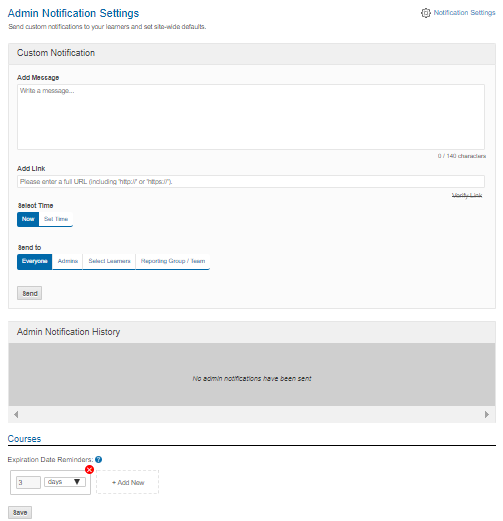 Admin Notification Settings
Notification Settings
Send custom notifications to your learners and set site-wide defaults.
Custom Notification
Add Message
Write a message...
0 / 140 characters
Add Link
Please enter a full URL (including 'http://' or 'https://').
Verify Link
Select Time
Now Set Time
Send to
Everyone Admins Select Learners Reporting Group / Team
Send
Admin Notification History
No admin notifications have been sent
Courses
Expiration Date Reminders: ?
3 days + Add New
Save